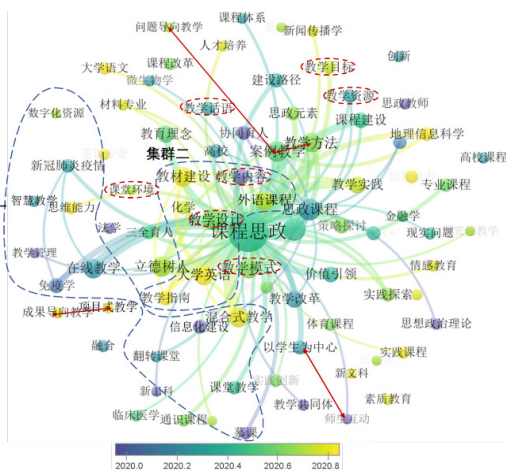 问题导向教学
课程体系
新闻传播学
人才培养
创新
大学语文
课程改革
教学目标
微生物学
建设路径
教学资源
思政教师
材料专业
教学话语
思政元素
课程建设
数字化资源
教育理念
协同育人
教学方法
地理信息科学
集群二
高校
案例教学
高校课程
新冠肺炎疫情
教材建设
教学内容
教学实践
专业课程
课堂环境
智慧教学
思维能力
化学
外语课程
思政课程
金融学
法学
三全育人
教学设计
课程思政
策略探讨
现实问题
教学管理
在线教学
立德树人
大学英语
教学模式
价值引领
情感教育
免疫学
教学指南
教学改革
实践探索
成果导向教学
项目式教学
信息化建设
混合式教学
体育课程
思想政治理论
融合
翻转课堂
以学生为中心
实践课程
新工科
课堂教学
实践创新
新文科
素质教育
教学共同体
临床医学
通识课程
慕课
师生互动
2020.0
2020.2
2020.4
2020.6
2020.8